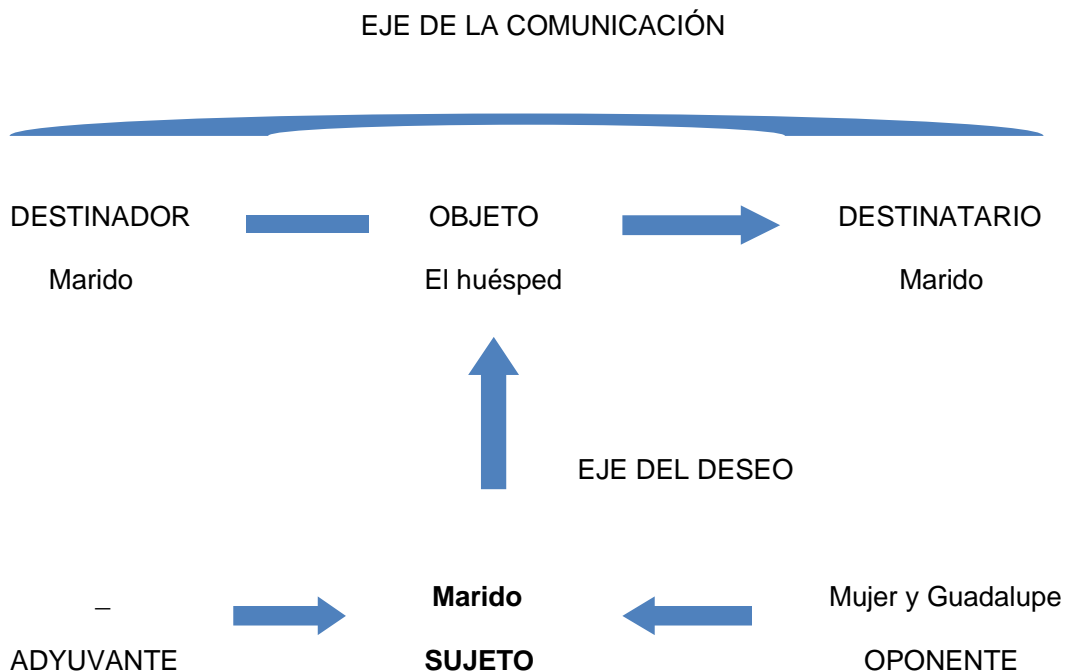 EJE DE LA COMUNICACIÓN
DESTINADOR OBJETO DESTINATARIO
Marido El huésped Marido
EJE DEL DESEO
_ Marido Mujer y Guadalupe
ADYUVANTE SUJETO OPONENTE